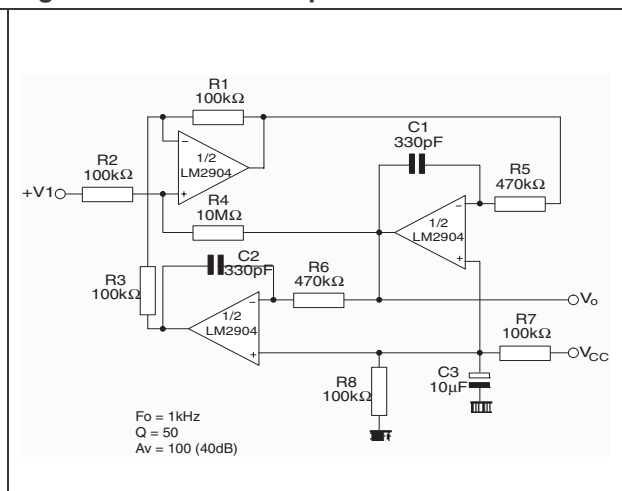 R1
100kΩ
C1
330pF
R2
100kΩ
1/2
LM2904
R5
470kΩ
+V1
R4
10MΩ
1/2
LM2904
C2
330pF
R6
470kΩ
R3
100kΩ
1/2
LM2904
Vo
R7
100kΩ
VCC
R8
100kΩ
C3
10µF
Fo = 1kHz
Q = 50
Av = 100 (40dB)